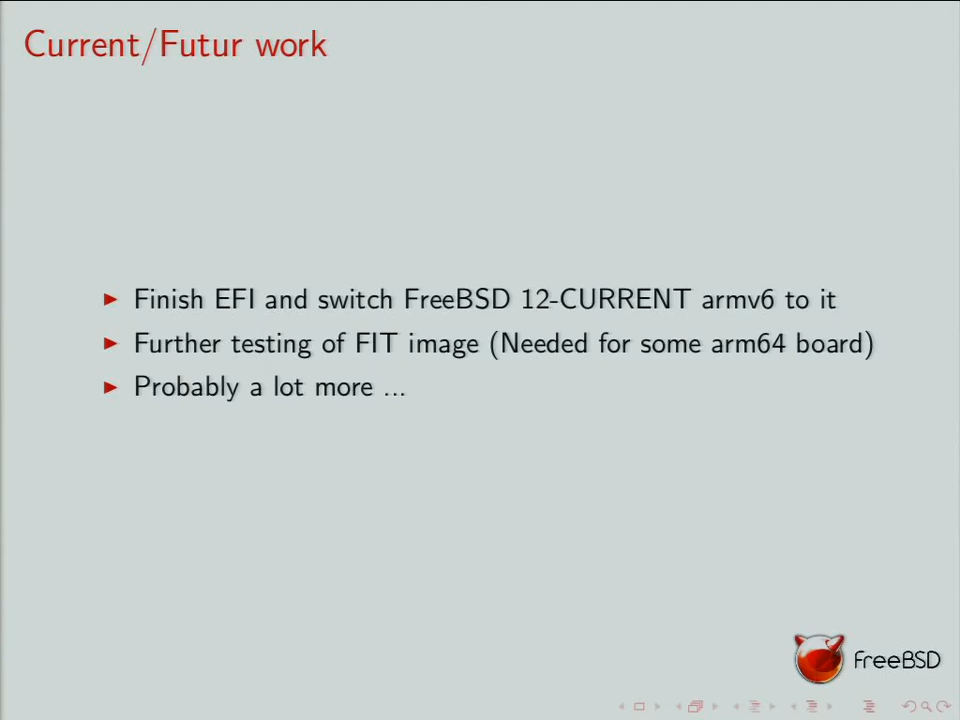 Current/Futur work
Finish EFI and switch FreeBSD 12-CURRENT armv6 to it
Further testing of FIT image (Needed for some arm64 board)
Probably a lot more ...
FreeBSD